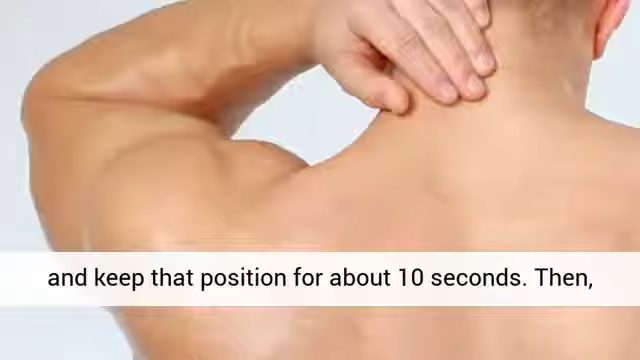 and keep that position for about 10 seconds. Then,